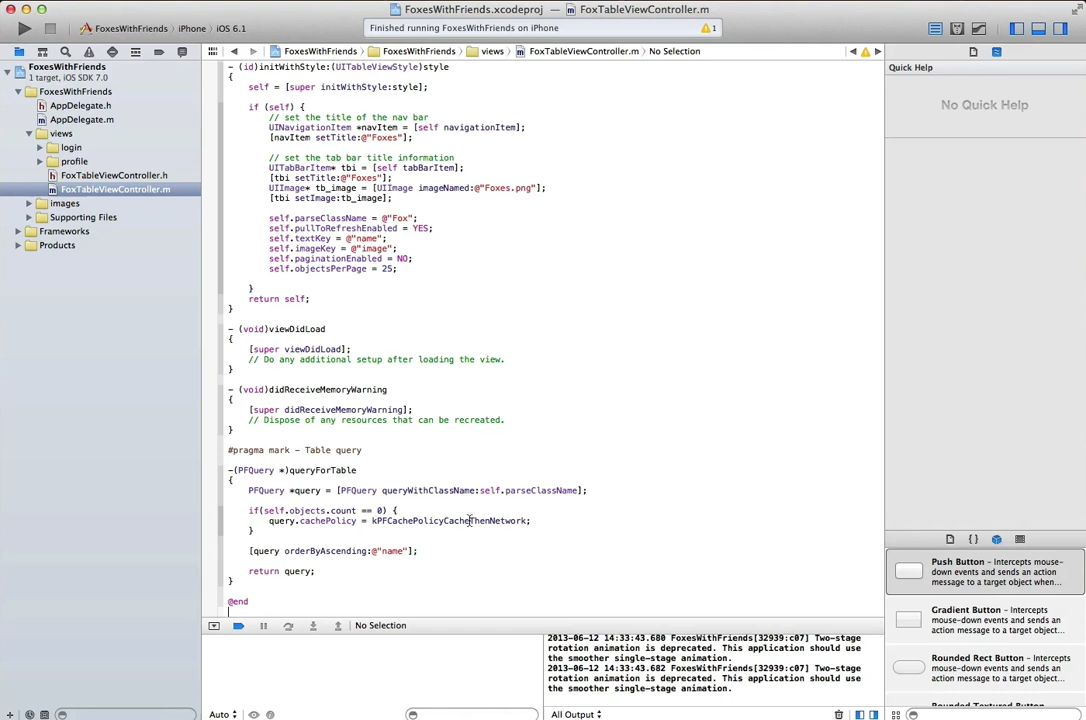 FoxesWithFriends.xcodeproj — FoxTableViewController.m
FoxesWithFriends iPhone iOS 6.1
Finished running FoxesWithFriends on iPhone
1
FoxesWithFriends FoxesWithFriends views FoxTableViewController.m No Selection
FoxesWithFriends
1 target, iOS SDK 7.0
FoxesWithFriends
AppDelegate.h
AppDelegate.m
views
login
profile
FoxTableViewController.h
FoxTableViewController.m
images
Supporting Files
Frameworks
Products
- (id)initWithStyle:(UITableViewStyle)style
{
self = [super initWithStyle:style];
if (self) {
// set the title of the nav bar
UINavigationItem *navItem = [self navigationItem];
[navItem setTitle:@"Foxes"];
// set the tab bar title information
UITabBarItem* tbi = [self tabBarItem];
[tbi setTitle:@"Foxes"];
UIImage* tb_image = [UIImage imageNamed:@"Foxes.png"];
[tbi setImage:tb_image];
self.parseClassName = @"Fox";
self.pullToRefreshEnabled = YES;
self.textKey = @"name";
self.imageKey = @"image";
self.paginationEnabled = NO;
self.objectsPerPage = 25;
}
return self;
}
- (void)viewDidLoad
{
[super viewDidLoad];
// Do any additional setup after loading the view.
}
- (void)didReceiveMemoryWarning
{
[super didReceiveMemoryWarning];
// Dispose of any resources that can be recreated.
}
#pragma mark - Table query
-(PFQuery *)queryForTable
{
PFQuery *query = [PFQuery queryWithClassName:self.parseClassName];
if(self.objects.count == 0) {
query.cachePolicy = kPFCachePolicyCacheThenNetwork;
}
[query orderByAscending:@"name"];
return query;
}
@end
No Selection
2013-06-12 14:33:43.680 FoxesWithFriends[32939:c07] Two-stage
rotation animation is deprecated. This application should use
the smoother single-stage animation.
2013-06-12 14:33:43.682 FoxesWithFriends[32939:c07] Two-stage
rotation animation is deprecated. This application should use
the smoother single-stage animation.
Auto
All Output
Quick Help
No Quick Help
Push Button – Intercepts mouse-
down events and sends an action
message to a target object when...
Gradient Button – Intercepts
mouse-down events and sends an
action message to a target object...
Rounded Rect Button – Intercepts
mouse-down events and sends an
action message to a target object...
Rounded Textured Button –